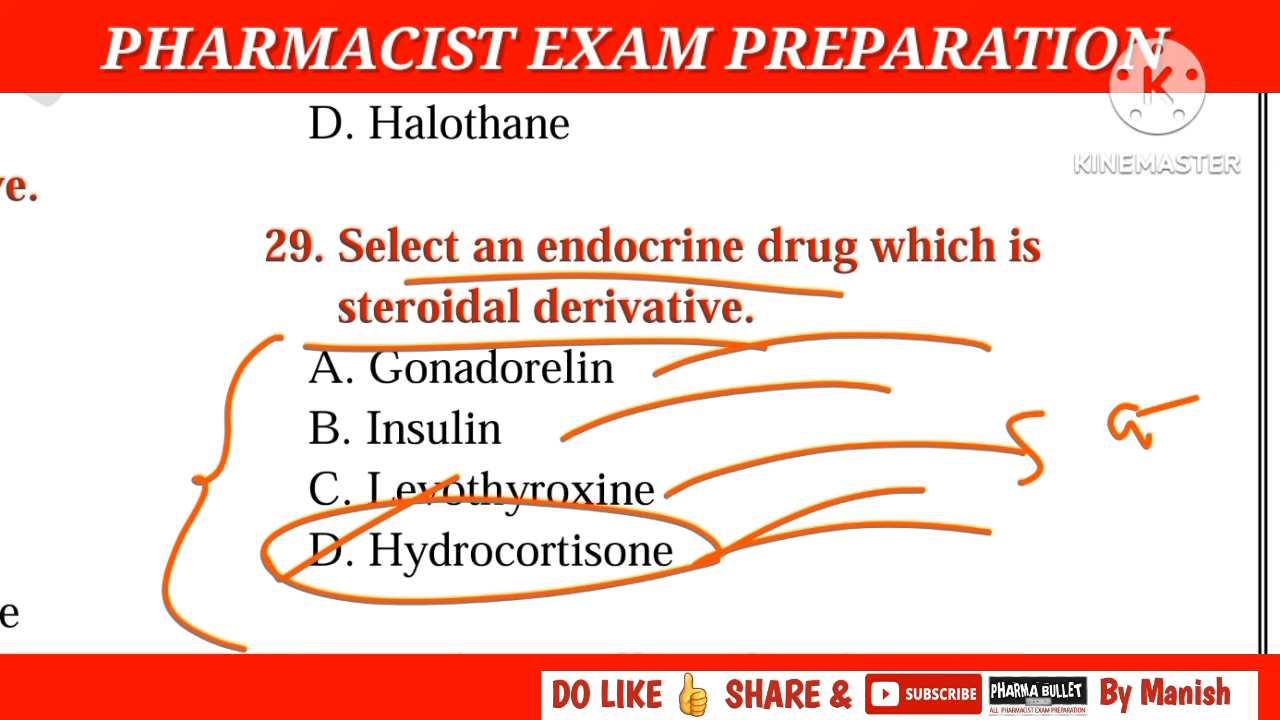 PHARMACIST EXAM PREPARATION
K
KINEMASTER
D. Halothane
ve.
29. Select an endocrine drug which is
steroidal derivative.
A. Gonadorelin
B. Insulin
C. Levothyroxine
D. Hydrocortisone
e
DO LIKE 👍 SHARE & SUBSCRIBE PHARMA BULLET By Manish
ALL PHARMACIST EXAM PREPARATION